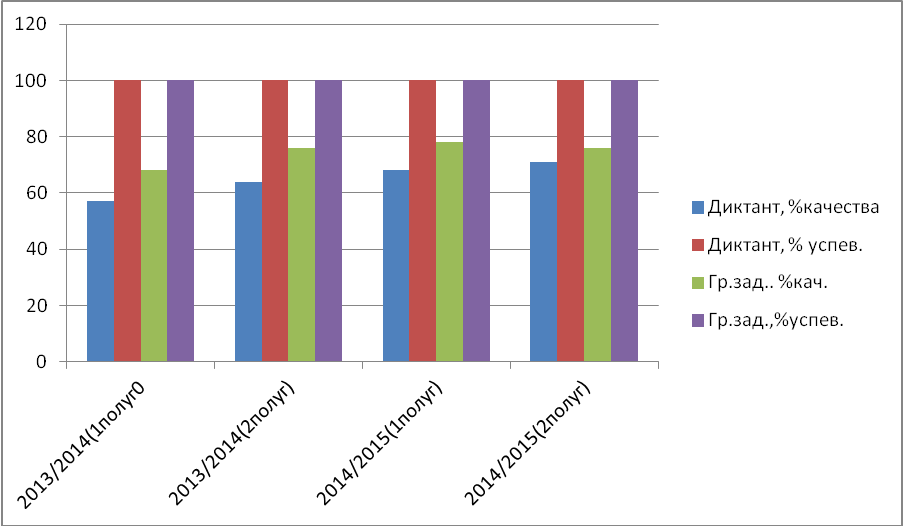 120
100
80
60
40
20
0
2013/2014(1полуг0
2013/2014(2полуг)
2014/2015(1полуг)
2014/2015(2полуг)
Диктант, %качества
Диктант, % успев.
Гр.зад.. %кач.
Гр.зад.,%успев.